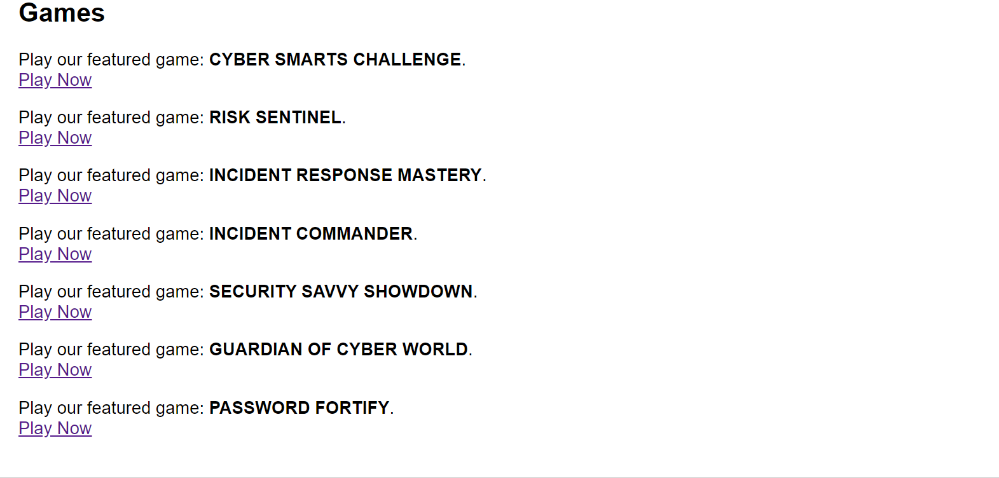 Games
Play our featured game: CYBER SMARTS CHALLENGE.
Play Now
Play our featured game: RISK SENTINEL.
Play Now
Play our featured game: INCIDENT RESPONSE MASTERY.
Play Now
Play our featured game: INCIDENT COMMANDER.
Play Now
Play our featured game: SECURITY SAVVY SHOWDOWN.
Play Now
Play our featured game: GUARDIAN OF CYBER WORLD.
Play Now
Play our featured game: PASSWORD FORTIFY.
Play Now